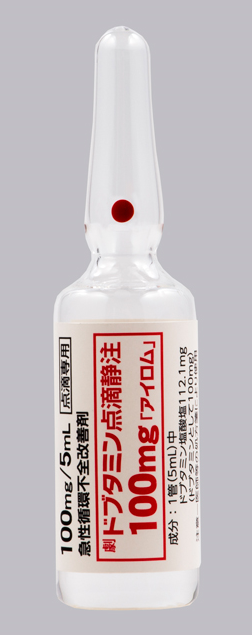 100mg/5mL 点滴専用
急性循環不全改善剤
劇 ドブタミン点滴静注
100mg「アイロム」
成分:1管(5mL)中
ドブタミン塩酸塩112.1mg
(ドブタミンとして100mg)